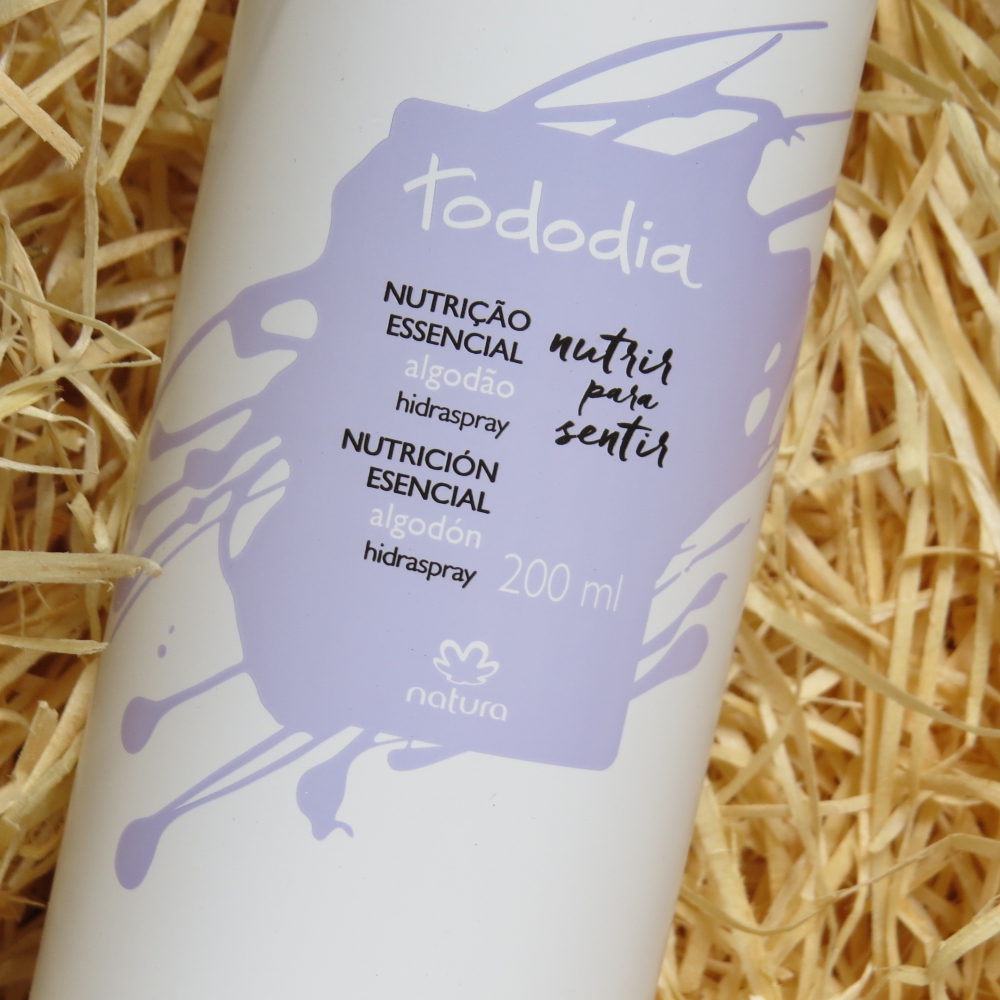 Tododia
NUTRIÇÃO
ESSENCIAL
algodão
hidraspray
nutrir
para
sentir
NUTRICIÓN
ESENCIAL
algodón
hidraspray
200 ml
natura